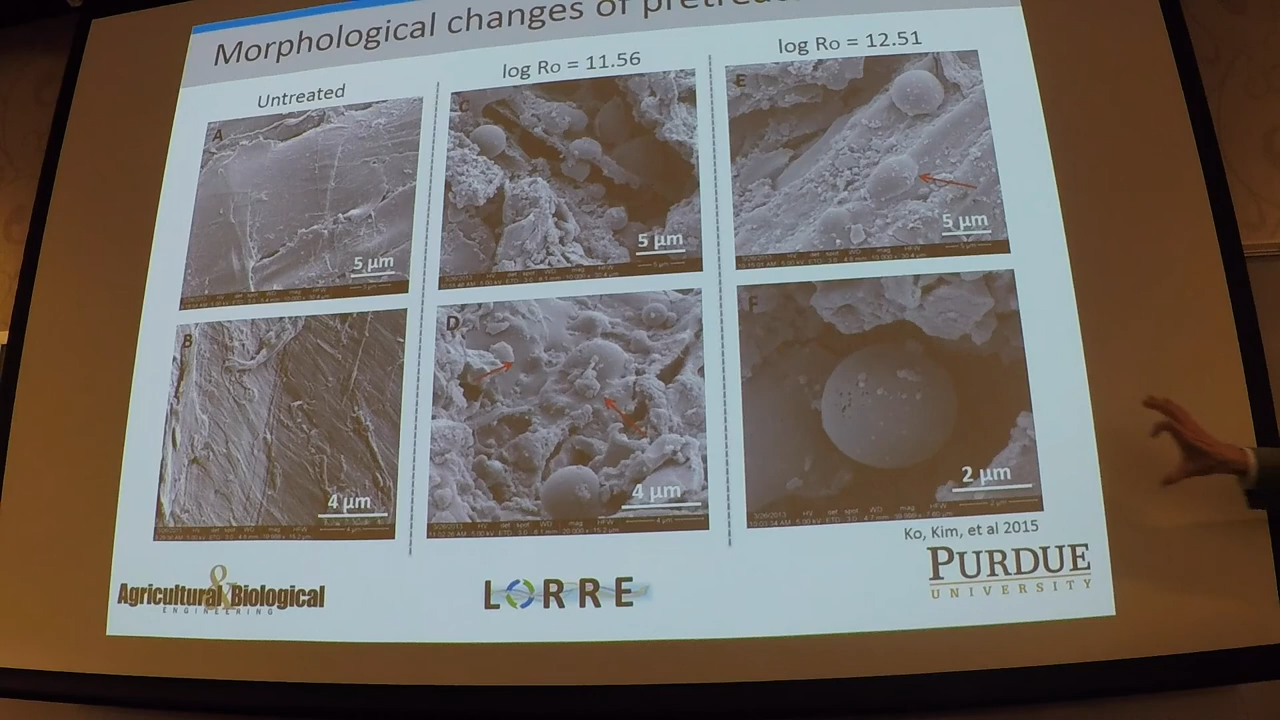 Morphological changes of
Untreated
log Ro = 11.56
log Ro = 12.51
A
5 µm
C
5 µm
E
5 µm
B
4 µm
D
4 µm
F
2 µm
Ko, Kim, et al 2015
Agricultural & Biological
ENGINEERING
LORRE
PURDUE
UNIVERSITY